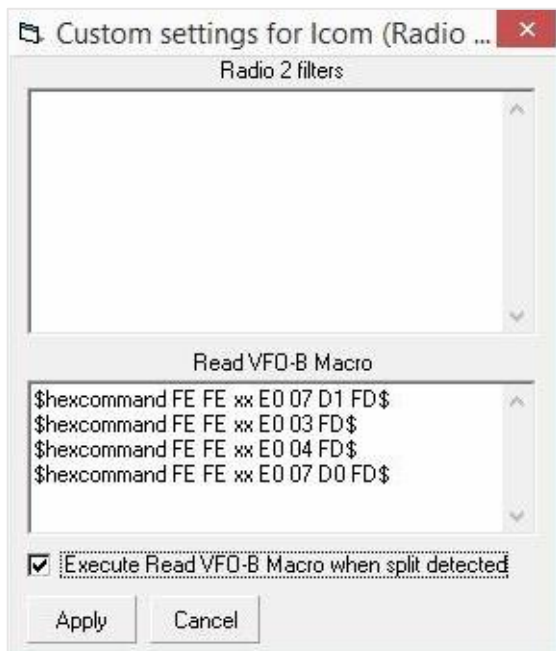 Custom settings for Icom (Radio ...
Radio 2 filters
Read VFO-B Macro
$hexcommand FE FE xx E0 07 D1 FD$
$hexcommand FE FE xx E0 03 FD$
$hexcommand FE FE xx E0 04 FD$
$hexcommand FE FE xx E0 07 D0 FD$
Execute Read VFO-B Macro when split detected
Apply Cancel